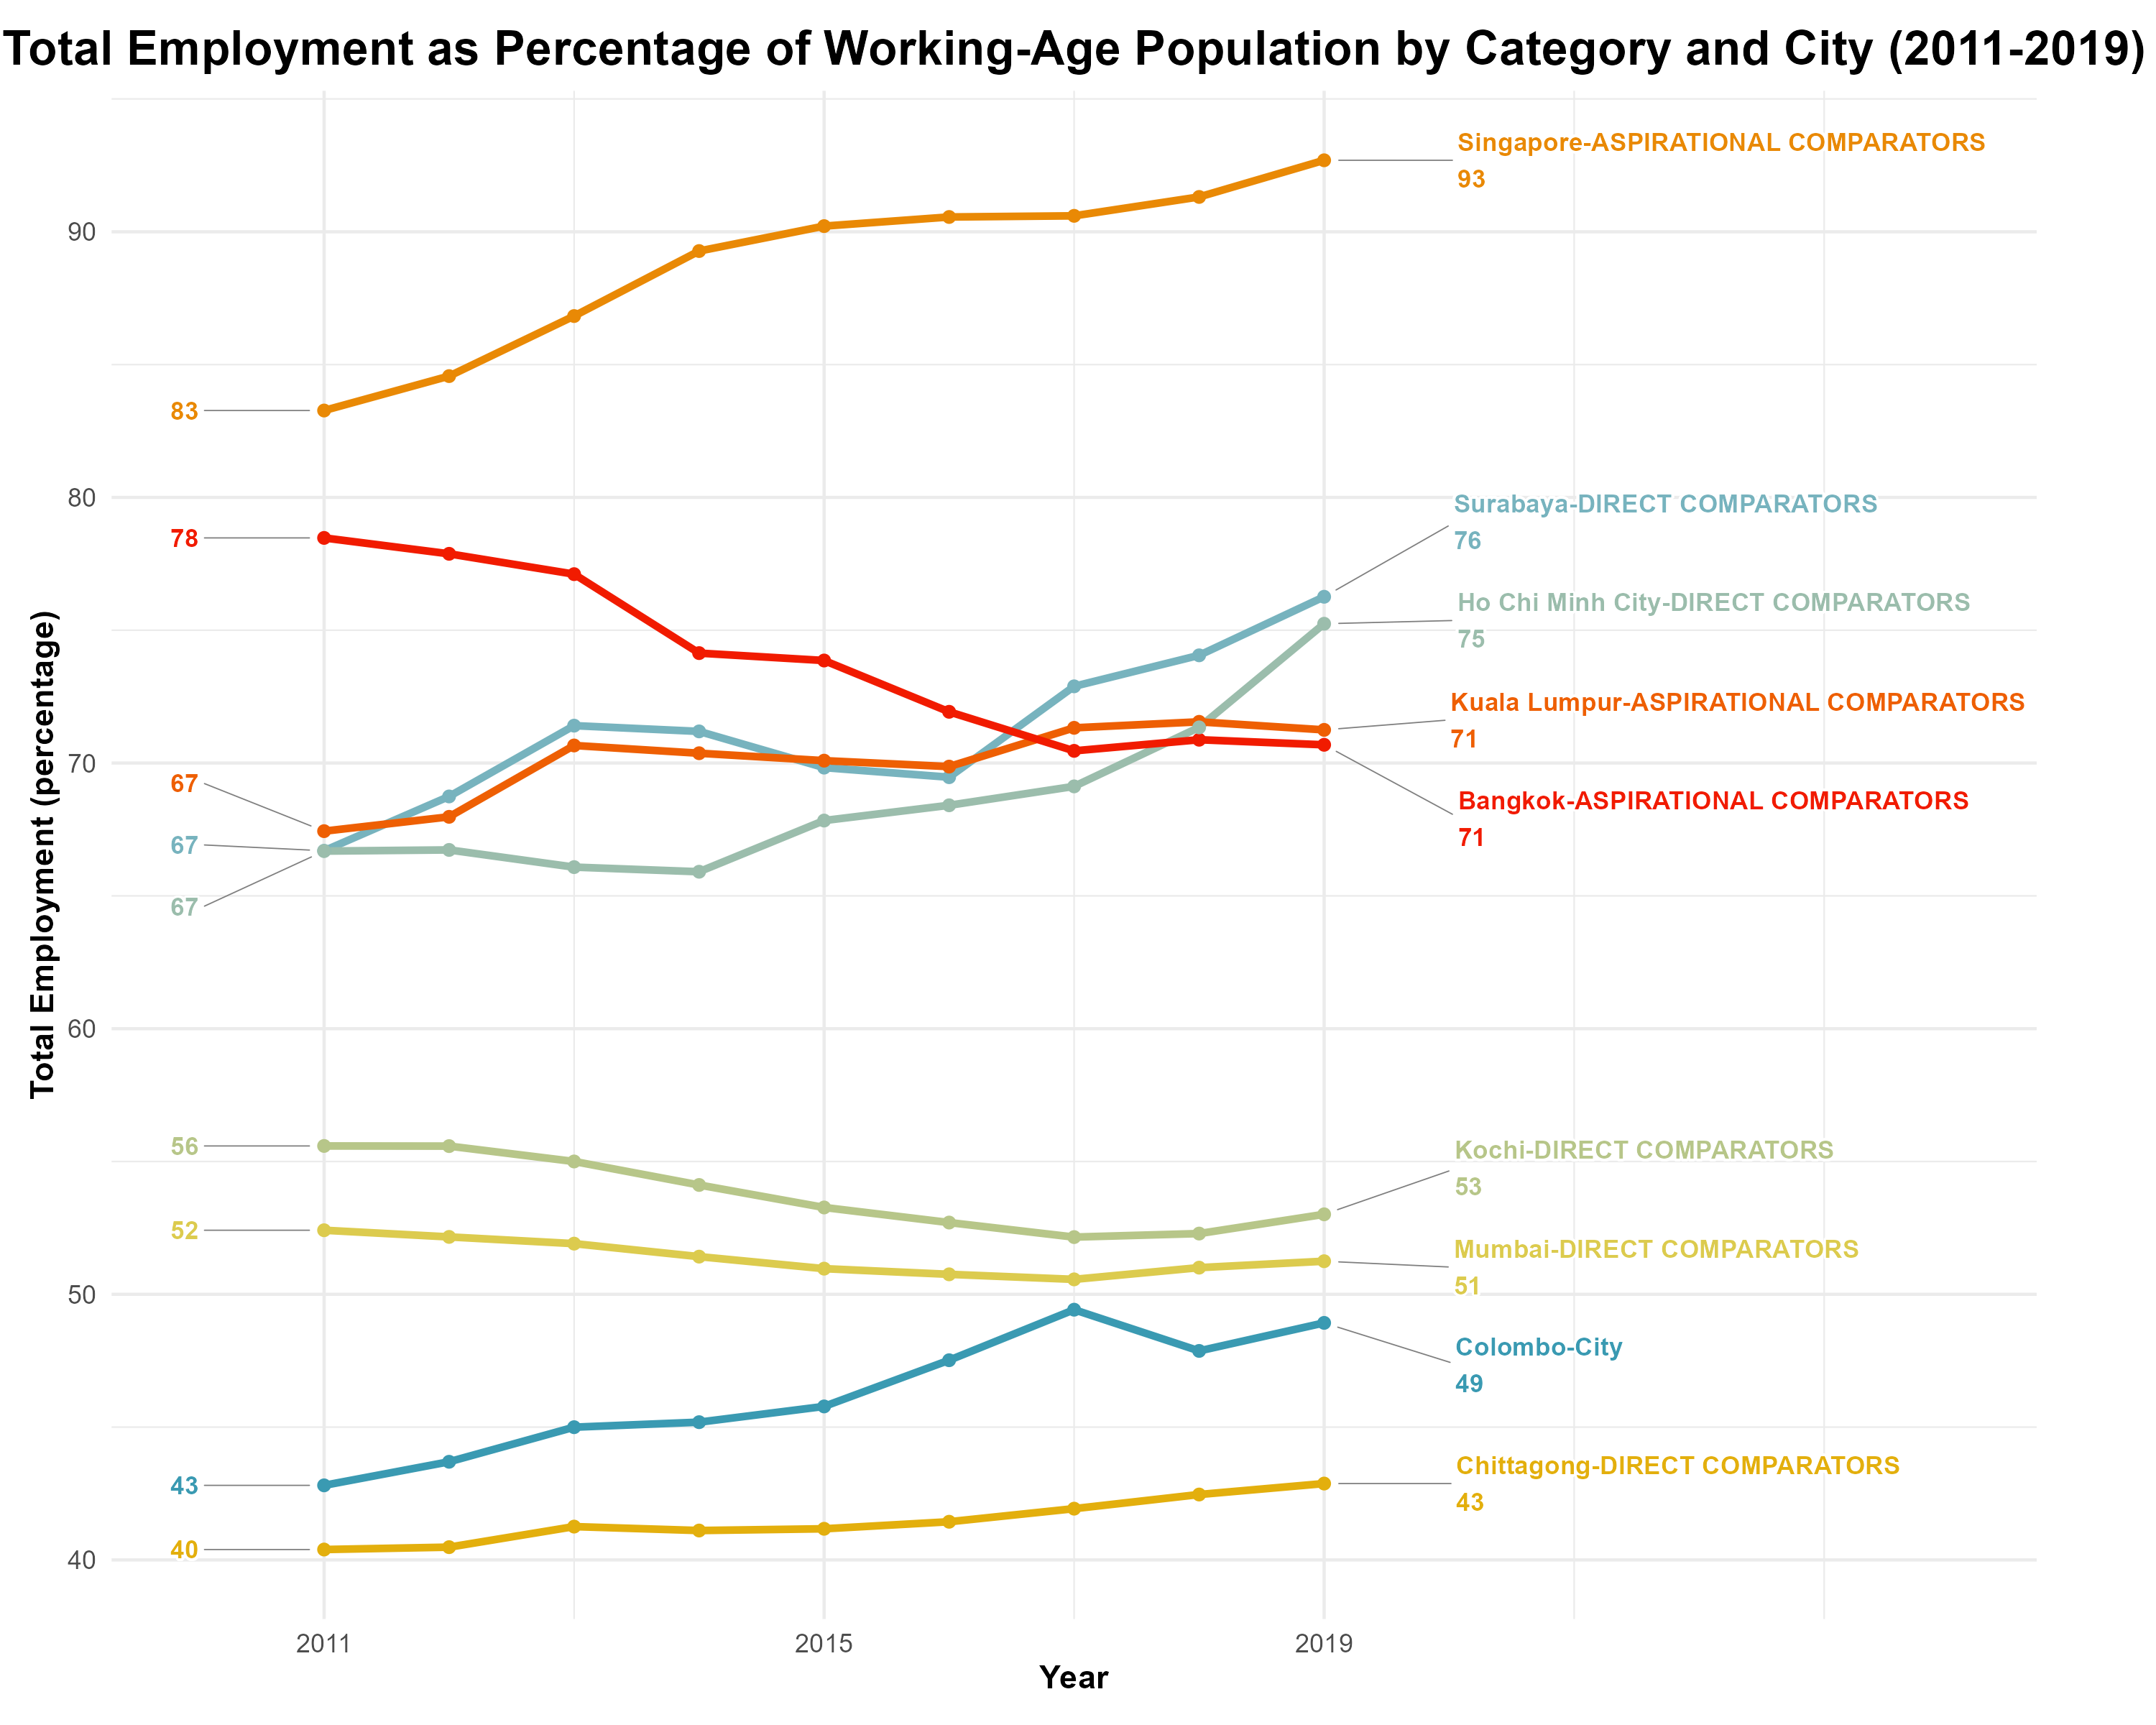 Total Employment as Percentage of Working-Age Population by Category and City (2011-2019)
Singapore-ASPIRATIONAL COMPARATORS
93
90
83
80
Surabaya-DIRECT COMPARATORS
76
78
Ho Chi Minh City-DIRECT COMPARATORS
75
Kuala Lumpur-ASPIRATIONAL COMPARATORS
71
70
67
Bangkok-ASPIRATIONAL COMPARATORS
71
67
67
Total Employment (percentage)
60
56
Kochi-DIRECT COMPARATORS
53
52
Mumbai-DIRECT COMPARATORS
51
50
Colombo-City
49
43
Chittagong-DIRECT COMPARATORS
43
40
40
2011
2015
2019
Year